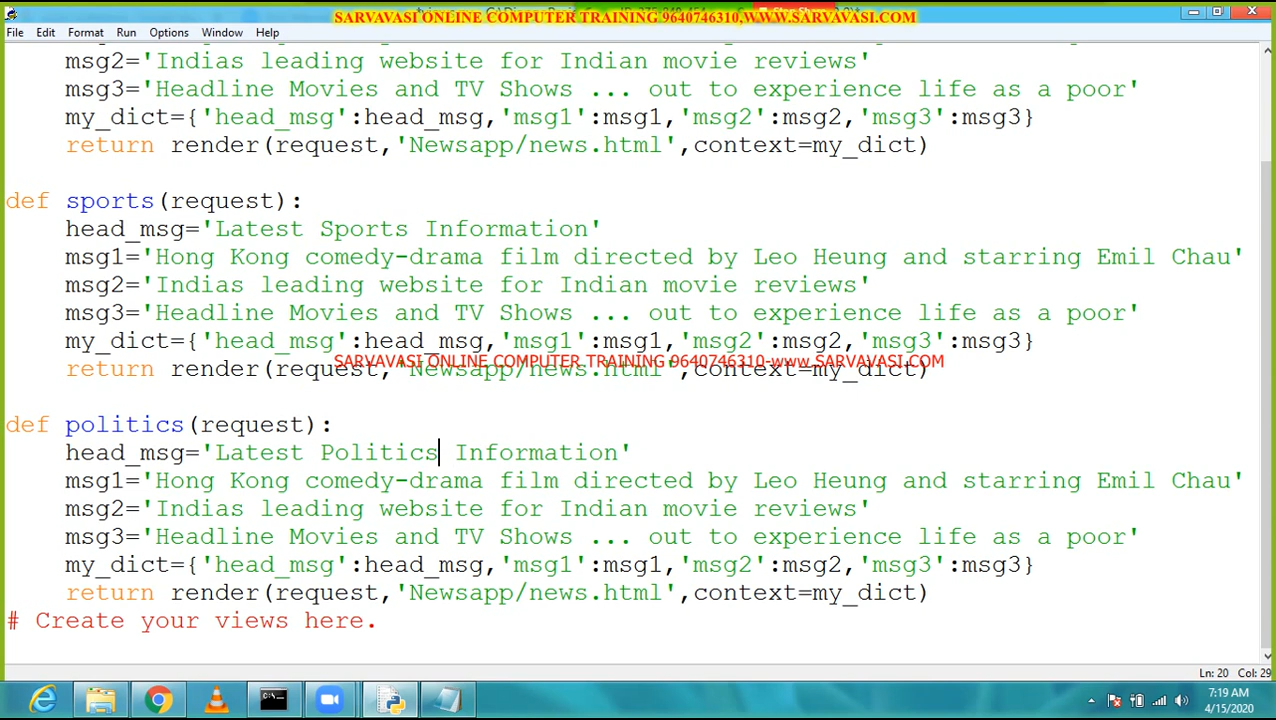 SARVAVASI ONLINE COMPUTER TRAINING 9640746310,WWW.SARVAVASI.COM
File Edit Format Run Options Window Help
msg2='Indias leading website for Indian movie reviews'
msg3='Headline Movies and TV Shows ... out to experience life as a poor'
my_dict={'head_msg':head_msg,'msg1':msg1,'msg2':msg2,'msg3':msg3}
return render(request,'Newsapp/news.html',context=my_dict)
def sports(request):
head_msg='Latest Sports Information'
msg1='Hong Kong comedy-drama film directed by Leo Heung and starring Emil Chau'
msg2='Indias leading website for Indian movie reviews'
msg3='Headline Movies and TV Shows ... out to experience life as a poor'
my_dict={'head_msg':head_msg,'msg1':msg1,'msg2':msg2,'msg3':msg3}
SARVAVASI ONLINE COMPUTER TRAINING 9640746310-www.SARVAVASI.COM
return render(request,'Newsapp/news.html',context=my_dict)
def politics(request):
head_msg='Latest Politics Information'
msg1='Hong Kong comedy-drama film directed by Leo Heung and starring Emil Chau'
msg2='Indias leading website for Indian movie reviews'
msg3='Headline Movies and TV Shows ... out to experience life as a poor'
my_dict={'head_msg':head_msg,'msg1':msg1,'msg2':msg2,'msg3':msg3}
return render(request,'Newsapp/news.html',context=my_dict)
# Create your views here.
Ln: 20 Col: 29
7:19 AM
4/15/2020